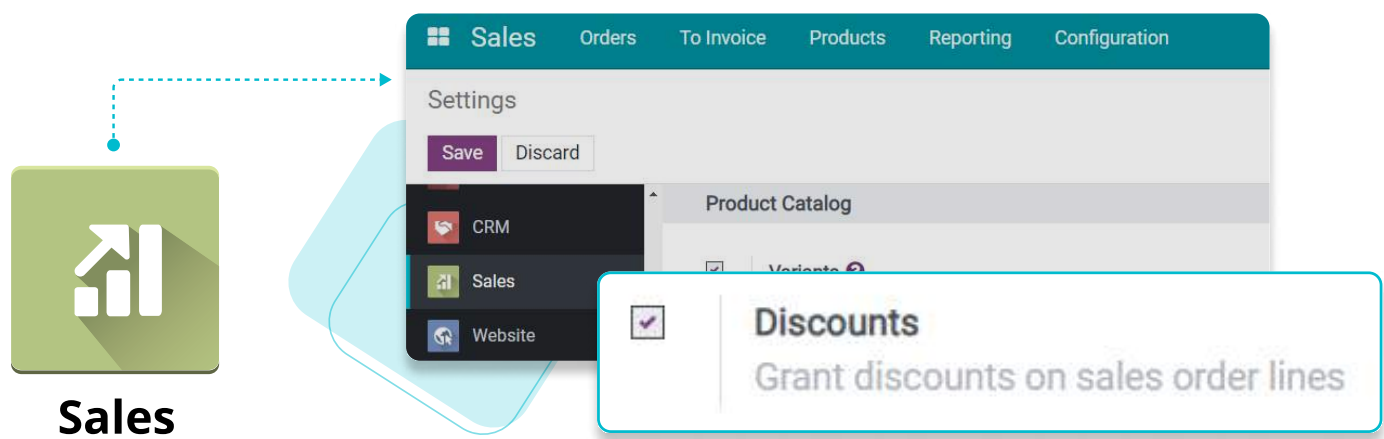 Sales Orders To Invoice Products Reporting Configuration
Settings
Save Discard
Product Catalog
CRM
Variants
Sales
Website
Discounts
Grant discounts on sales order lines
Sales